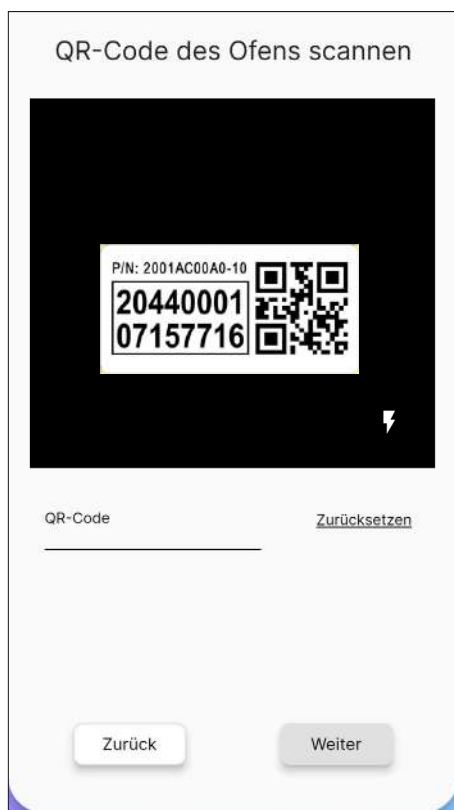 QR-Code des Ofens scannen
P/N: 2001AC00A0-10
20440001
07157716
QR-Code Zurücksetzen
Zurück Weiter